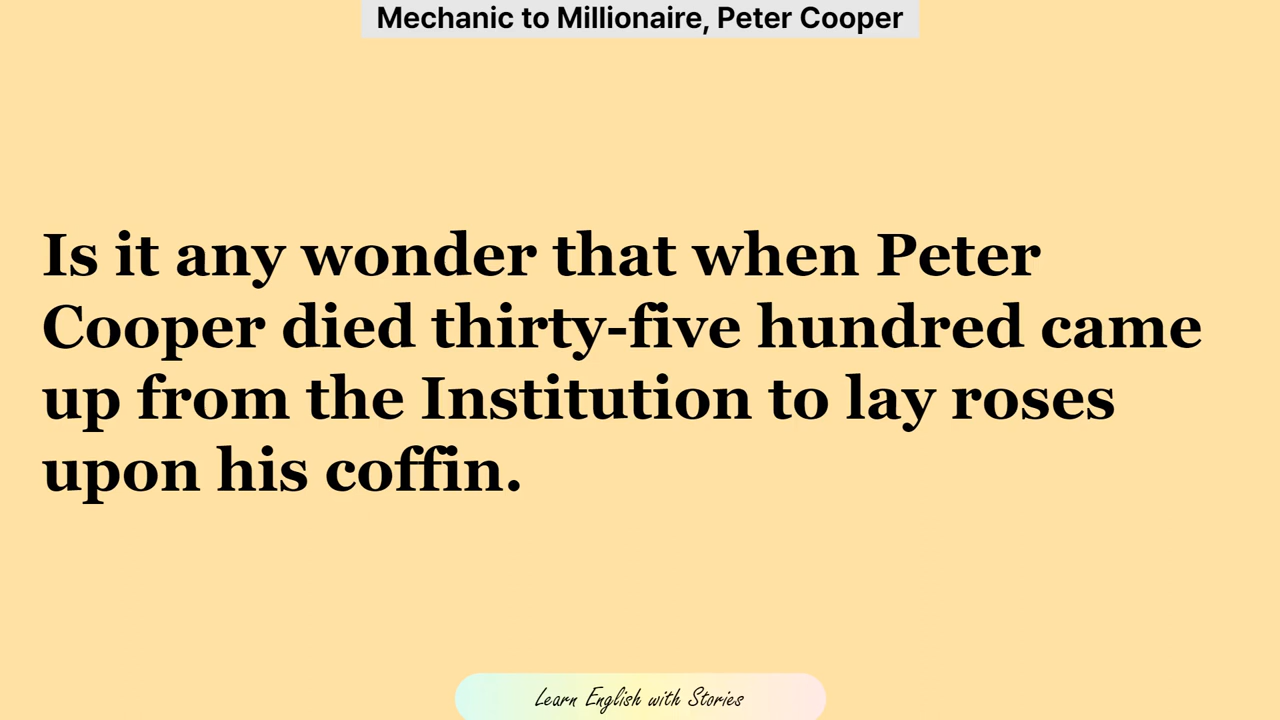 Mechanic to Millionaire, Peter Cooper
Is it any wonder that when Peter
Cooper died thirty-five hundred came
up from the Institution to lay roses
upon his coffin.
Learn English with Stories